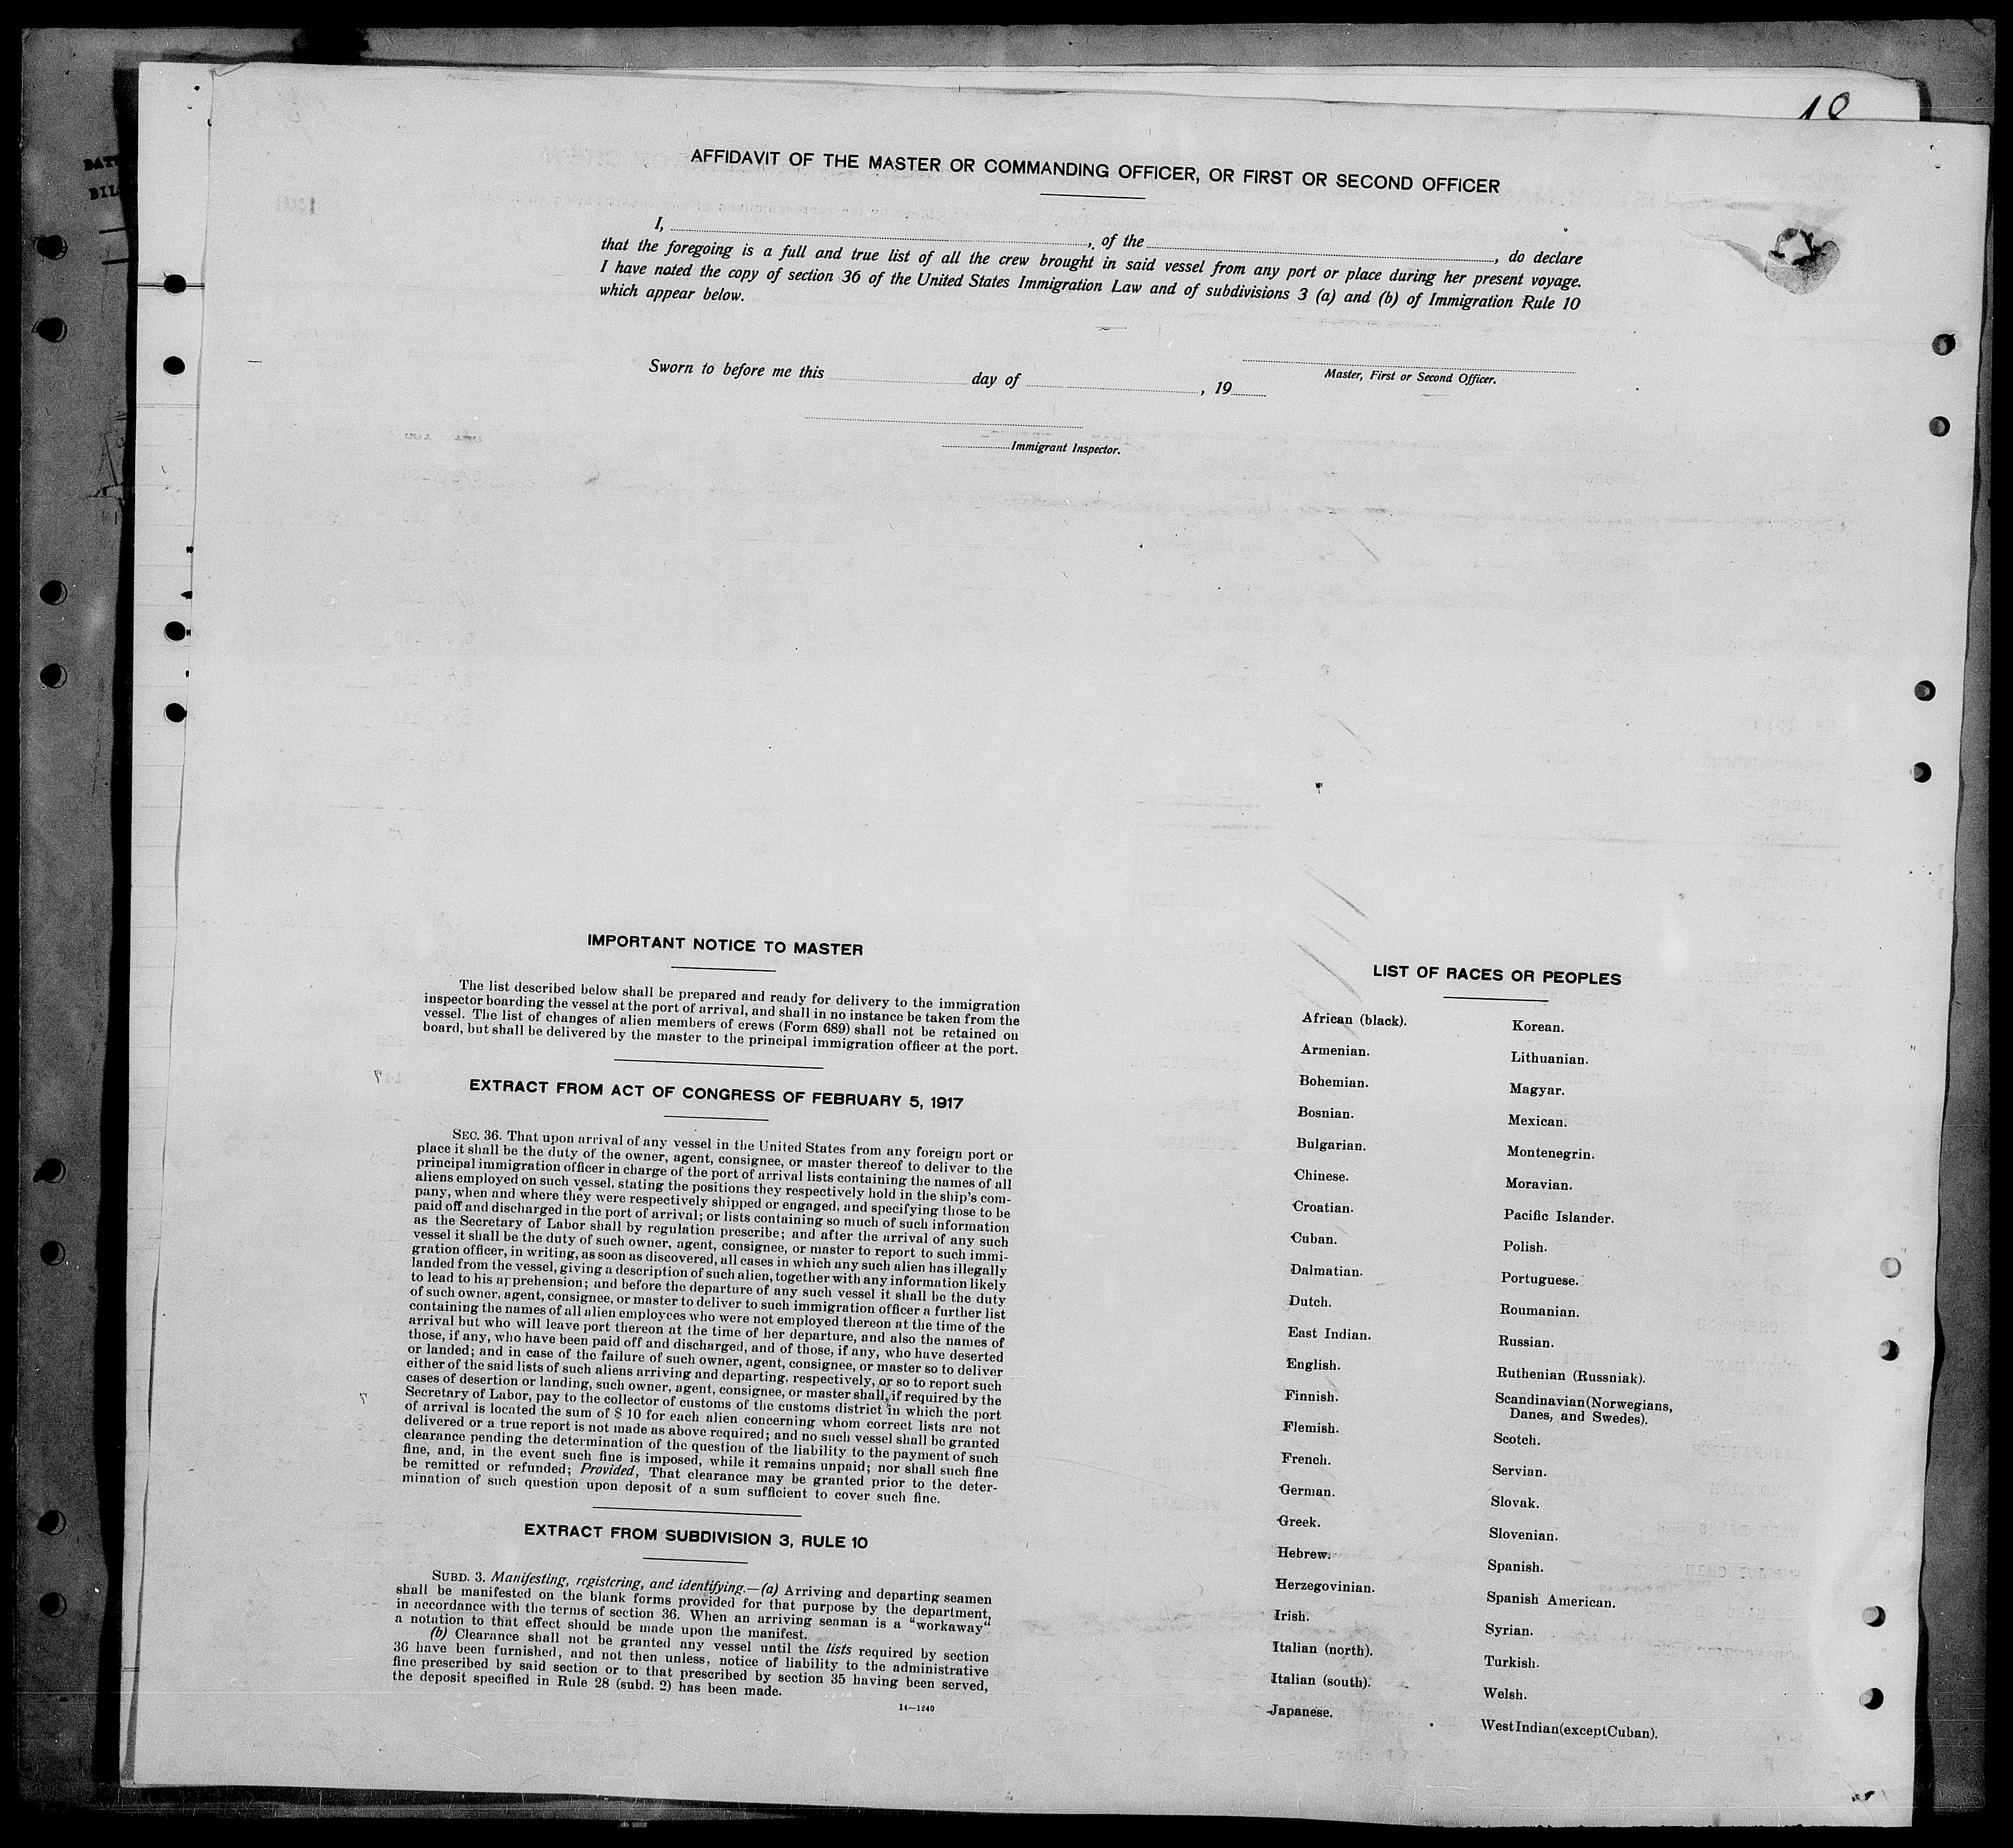 18
AFFIDAVIT OF THE MASTER OR COMMANDING OFFICER, OR FIRST OR SECOND OFFICER
I, , of the , do declare
that the foregoing is a full and true list of all the crew brought in said vessel from any port or place during her present voyage.
I have noted the copy of section 36 of the United States Immigration Law and of subdivisions 3 (a) and (b) of Immigration Rule 10
which appear below.
Master, First or Second Officer.
Sworn to before me this day of , 19
Immigrant Inspector.
IMPORTANT NOTICE TO MASTER
The list described below shall be prepared and ready for delivery to the immigration
inspector boarding the vessel at the port of arrival, and shall in no instance be taken from the
vessel. The list of changes of alien members of crews (Form 689) shall not be retained on
board, but shall be delivered by the master to the principal immigration officer at the port.
EXTRACT FROM ACT OF CONGRESS OF FEBRUARY 5, 1917
SEC. 36. That upon arrival of any vessel in the United States from any foreign port or
place it shall be the duty of the owner, agent, consignee, or master thereof to deliver to the
principal immigration officer in charge of the port of arrival lists containing the names of all
aliens employed on such vessel, stating the positions they respectively hold in the ship's com-
pany, when and where they were respectively shipped or engaged, and specifying those to be
paid off and discharged in the port of arrival; or lists containing so much of such information
as the Secretary of Labor shall by regulation prescribe; and after the arrival of any such
vessel it shall be the duty of such owner, agent, consignee, or master to report to such immi-
gration officer, in writing, as soon as discovered, all cases in which any such alien has illegally
landed from the vessel, giving a description of such alien, together with any information likely
to lead to his apprehension; and before the departure of any such vessel it shall be the duty
of such owner, agent, consignee, or master to deliver to such immigration officer a further list
containing the names of all alien employees who were not employed thereon at the time of the
arrival but who will leave port thereon at the time of her departure, and also the names of
those, if any, who have been paid off and discharged, and of those, if any, who have deserted
or landed; and in case of the failure of such owner, agent, consignee, or master so to deliver
either of the said lists of such aliens arriving and departing, respectively, or so to report such
cases of desertion or landing, such owner, agent, consignee, or master shall, if required by the
Secretary of Labor, pay to the collector of customs of the customs district in which the port
of arrival is located the sum of $ 10 for each alien concerning whom correct lists are not
delivered or a true report is not made as above required; and no such vessel shall be granted
clearance pending the determination of the question of the liability to the payment of such
fine, and, in the event such fine is imposed, while it remains unpaid; nor shall such fine
be remitted or refunded; Provided, That clearance may be granted prior to the deter-
mination of such question upon deposit of a sum sufficient to cover such fine.
EXTRACT FROM SUBDIVISION 3, RULE 10
SUBD. 3. Manifesting, registering, and identifying.—(a) Arriving and departing seamen
shall be manifested on the blank forms provided for that purpose by the department,
in accordance with the terms of section 36. When an arriving seaman is a "workaway"
a notation to that effect should be made upon the manifest.
(b) Clearance shall not be granted any vessel until the lists required by section
36 have been furnished, and not then unless, notice of liability to the administrative
fine prescribed by said section or to that prescribed by section 35 having been served,
the deposit specified in Rule 28 (subd. 2) has been made.
14—1240
LIST OF RACES OR PEOPLES
African (black).
Armenian.
Bohemian.
Bosnian.
Bulgarian.
Chinese.
Croatian.
Cuban.
Dalmatian.
Dutch.
East Indian.
English.
Finnish.
Flemish.
French.
German.
Greek.
Hebrew.
Herzegovinian.
Irish.
Italian (north).
Italian (south).
Japanese.
Korean.
Lithuanian.
Magyar.
Mexican.
Montenegrin.
Moravian.
Pacific Islander.
Polish.
Portuguese.
Roumanian.
Russian.
Ruthenian (Russniak).
Scandinavian (Norwegians,
Danes, and Swedes).
Scotch.
Servian.
Slovak.
Slovenian.
Spanish.
Spanish American.
Syrian.
Turkish.
Welsh.
West Indian (except Cuban).